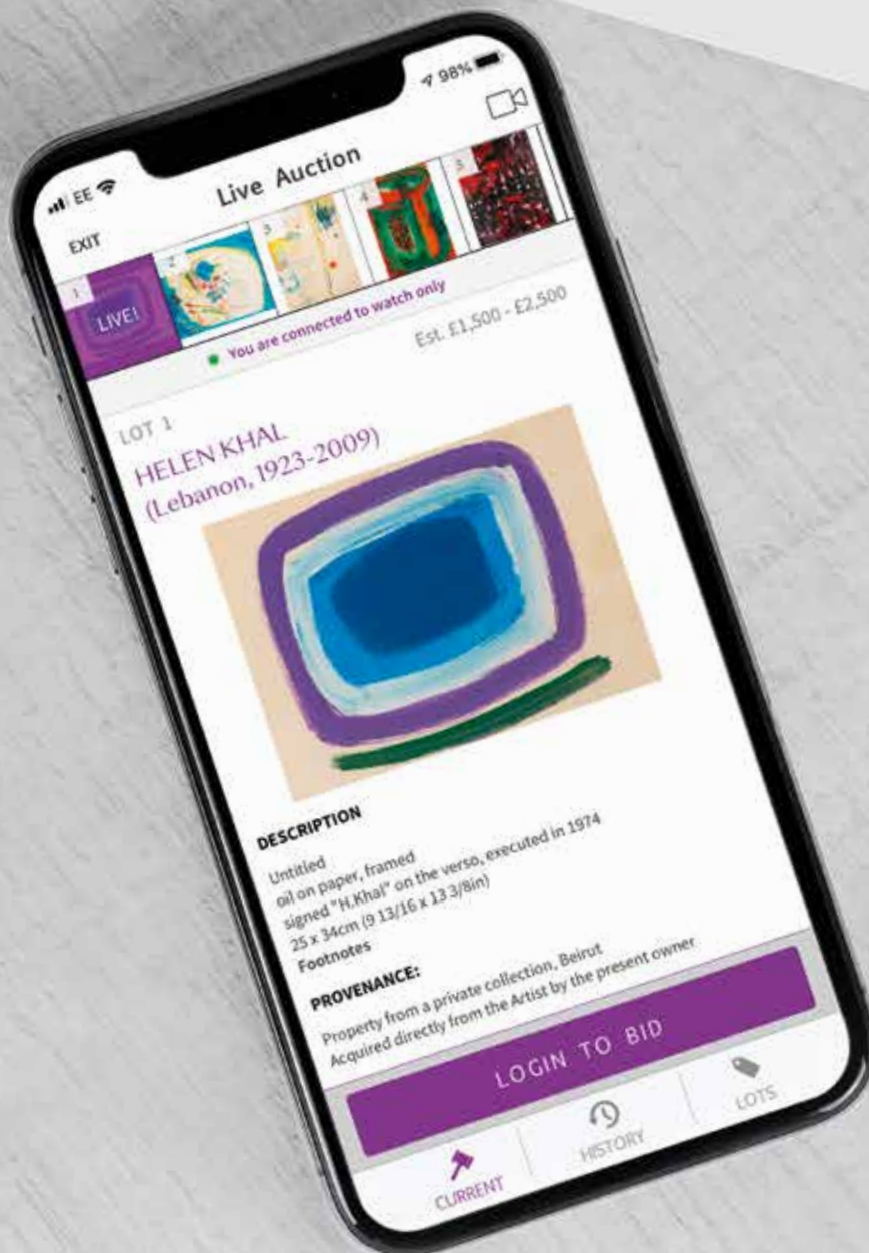 EE 98%
EXIT Live Auction
1 LIVE! 2 3 4 5
You are connected to watch only
LOT 1 Est. £1,500 - £2,500
HELEN KHAL
(Lebanon, 1923-2009)
DESCRIPTION
Untitled
oil on paper, framed
signed "H.Khal" on the verso, executed in 1974
25 x 34cm (9 13/16 x 13 3/8in)
Footnotes
PROVENANCE:
Property from a private collection, Beirut
Acquired directly from the Artist by the present owner
LOGIN TO BID
CURRENT HISTORY LOTS